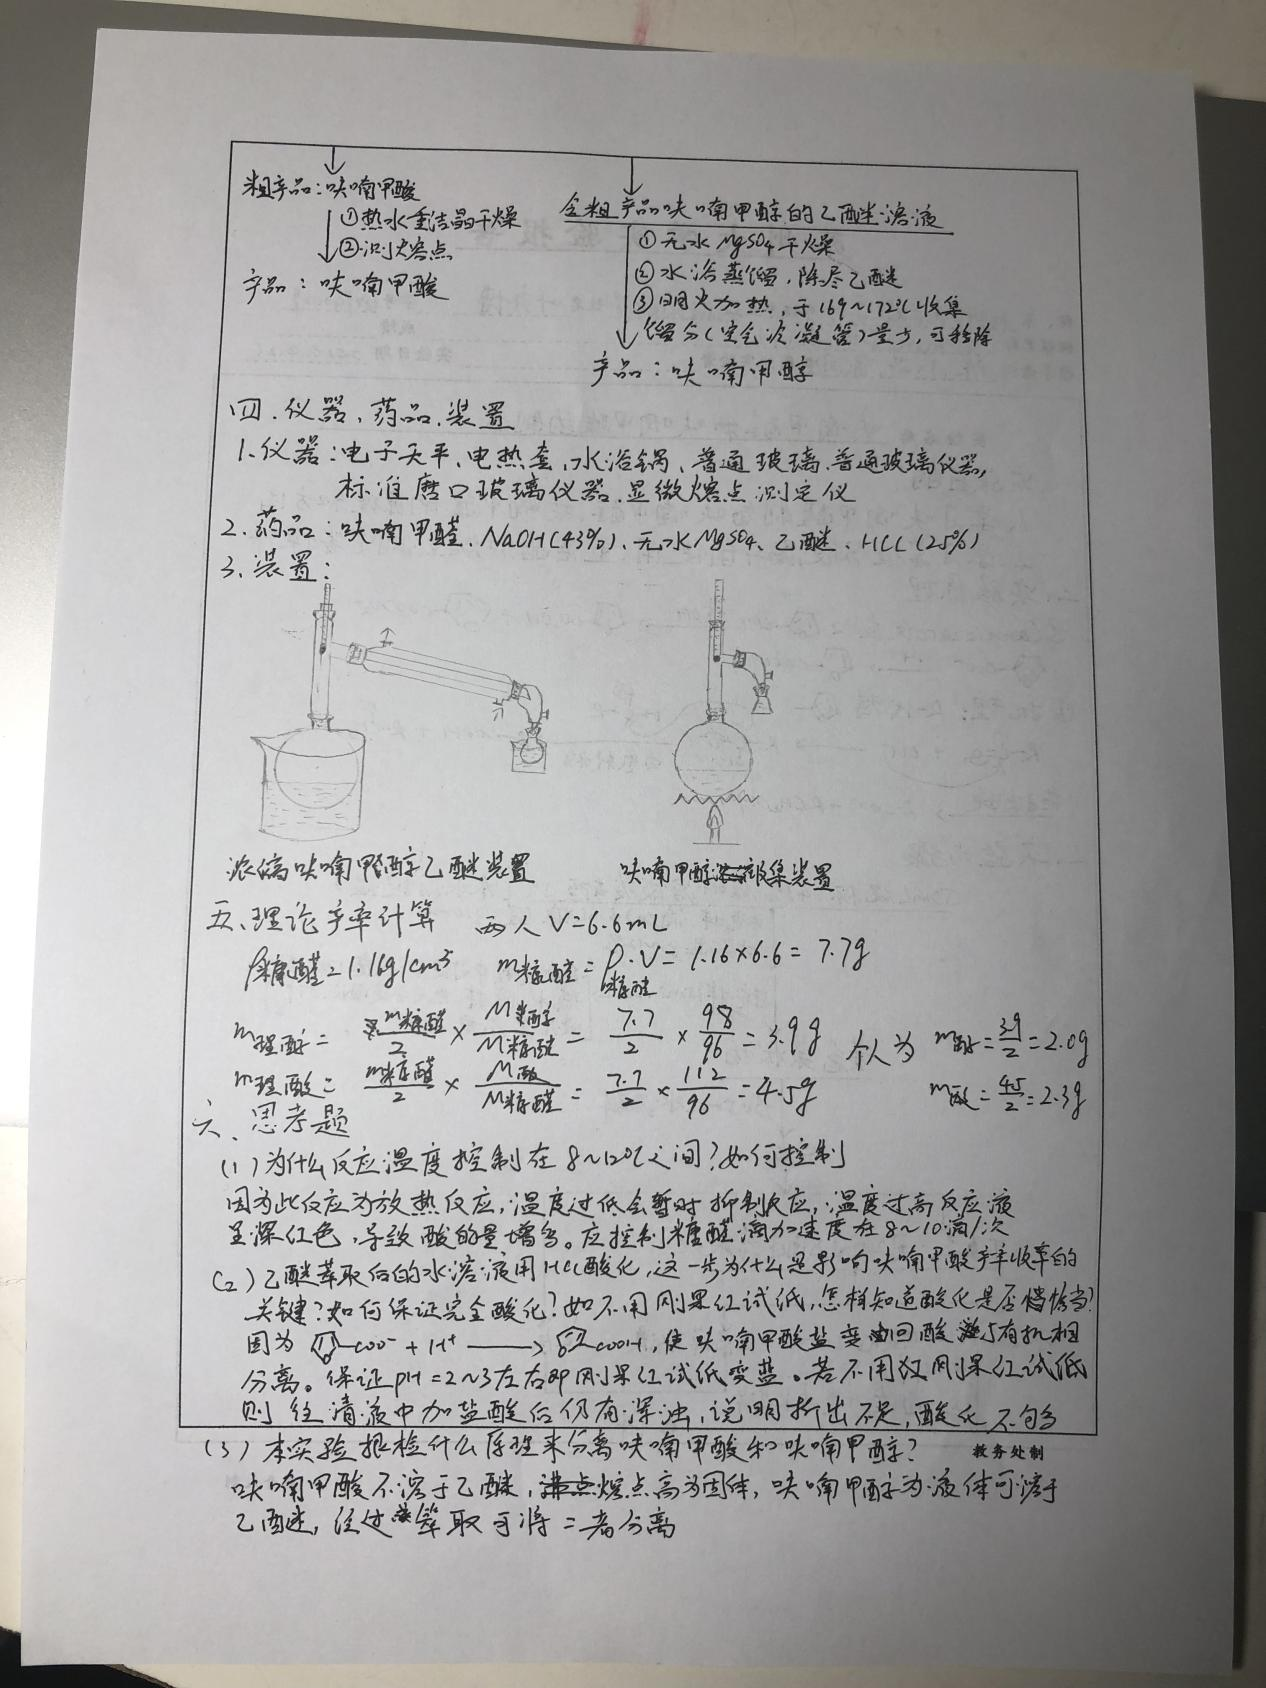 粗产品：呋喃甲酸
①热水重结晶干燥
②测熔点
产品：呋喃甲酸
含粗产品呋喃甲醇的乙醚溶液
①无水MgSO4干燥
②水浴蒸馏，除尽乙醚
③明火加热，于169~172℃收集
馏分(空气冷凝管)量少，可移除
产品：呋喃甲醇
四.仪器、药品、装置
1.仪器：电子天平、电热套、水浴锅、普通玻璃、普通玻璃仪器，
标准磨口玻璃仪器、显微熔点测定仪
2.药品：呋喃甲醛、NaOH(43%)、无水MgSO4、乙醚、HCl(25%)
3.装置：
浓缩呋喃甲醇乙醚装置
呋喃甲醇收集装置
五.理论产率计算 两人V=6.6mL
ρ糠醛=1.16g/cm³ m糠醛=ρ糠醛·V=1.16×6.6=7.7g
m理醇= m糠醛/2 × M醇/M糠醛 = 7.7/2 × 98/96 =3.9g 个人为 m醇=3.9/2=2.0g
m理酸= m糠醛/2 × M酸/M糠醛 = 7.7/2 × 112/96 =4.5g m酸=4.5/2=2.3g
六、思考题
(1)为什么反应温度控制在8~12℃之间?如何控制
因为此反应为放热反应，温度过低会暂时抑制反应，温度过高反应液
呈深红色，导致酸的量增多。应控制糠醛滴加速度在8~10滴/次
(2)乙醚萃取后的水溶液用HCl酸化，这一步为什么是影响呋喃甲酸产率收率的
关键?如何保证完全酸化?如不用刚果红试纸，怎样知道酸化是否恰当?
因为 COO⁻ + H⁺ ⟶ COOH，使呋喃甲酸盐变回酸与有机相
分离。保证pH=2~3左右即刚果红试纸变蓝。若不用刚果红试纸
则往清液中加盐酸后仍有浑浊，说明析出不足，酸化不够
教务处制
(3)本实验根检什么原理来分离呋喃甲酸和呋喃甲醇?
呋喃甲酸不溶于乙醚，沸点熔点高为固体，呋喃甲醇为液体可溶于
乙醚，经过萃取可将二者分离